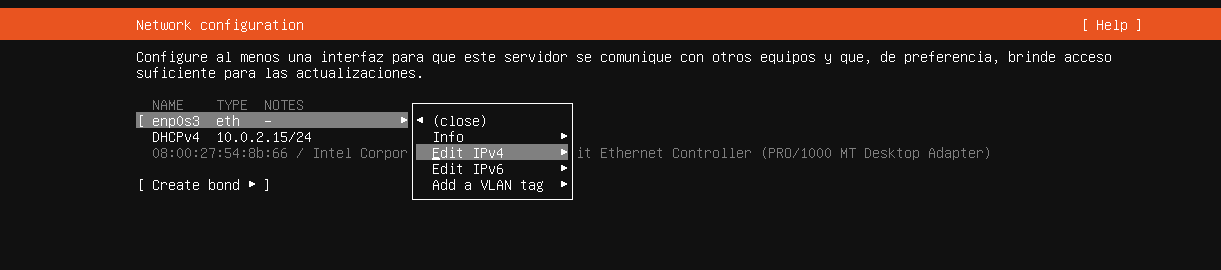 Network configuration [ Help ]
Configure al menos una interfaz para que este servidor se comunique con otros equipos y que, de preferencia, brinde acceso
suficiente para las actualizaciones.
NAME TYPE NOTES
[ enp0s3 eth - ▸ ◂ (close)
DHCPv4 10.0.2.15/24 Info ▸
08:00:27:54:8b:66 / Intel Corpor Edit IPv4 ▸ it Ethernet Controller (PRO/1000 MT Desktop Adapter)
Edit IPv6 ▸
[ Create bond ▸ ] Add a VLAN tag ▸